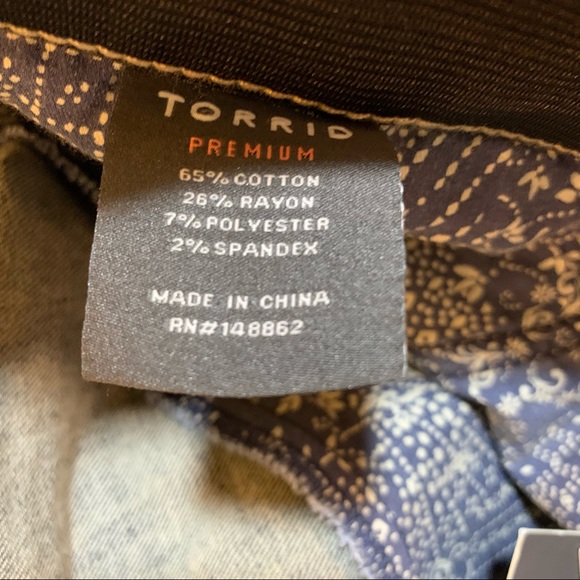 TORRID
PREMIUM
65% COTTON
26% RAYON
7% POLYESTER
2% SPANDEX
MADE IN CHINA
RN#148862